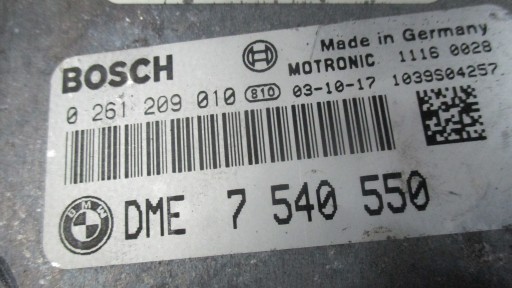 BOSCH
Made in Germany
MOTRONIC 1116 0028
0 261 209 010 810 03-10-17 1039S04257
BMW
DME 7 540 550